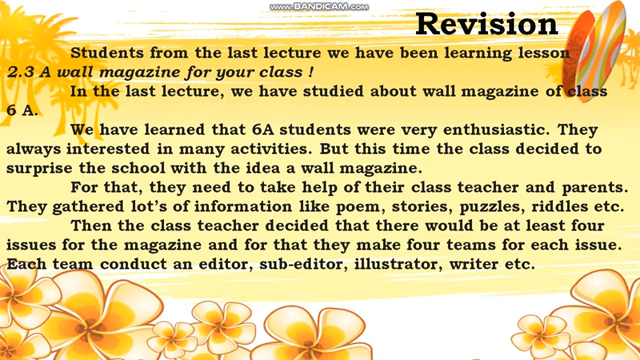 www.BANDICAM.com
Revision
Students from the last lecture we have been learning lesson
2.3 A wall magazine for your class !
In the last lecture, we have studied about wall magazine of class
6 A.
We have learned that 6A students were very enthusiastic. They
always interested in many activities. But this time the class decided to
surprise the school with the idea a wall magazine.
For that, they need to take help of their class teacher and parents.
They gathered lot's of information like poem, stories, puzzles, riddles etc.
Then the class teacher decided that there would be at least four
issues for the magazine and for that they make four teams for each issue.
Each team conduct an editor, sub-editor, illustrator, writer etc.